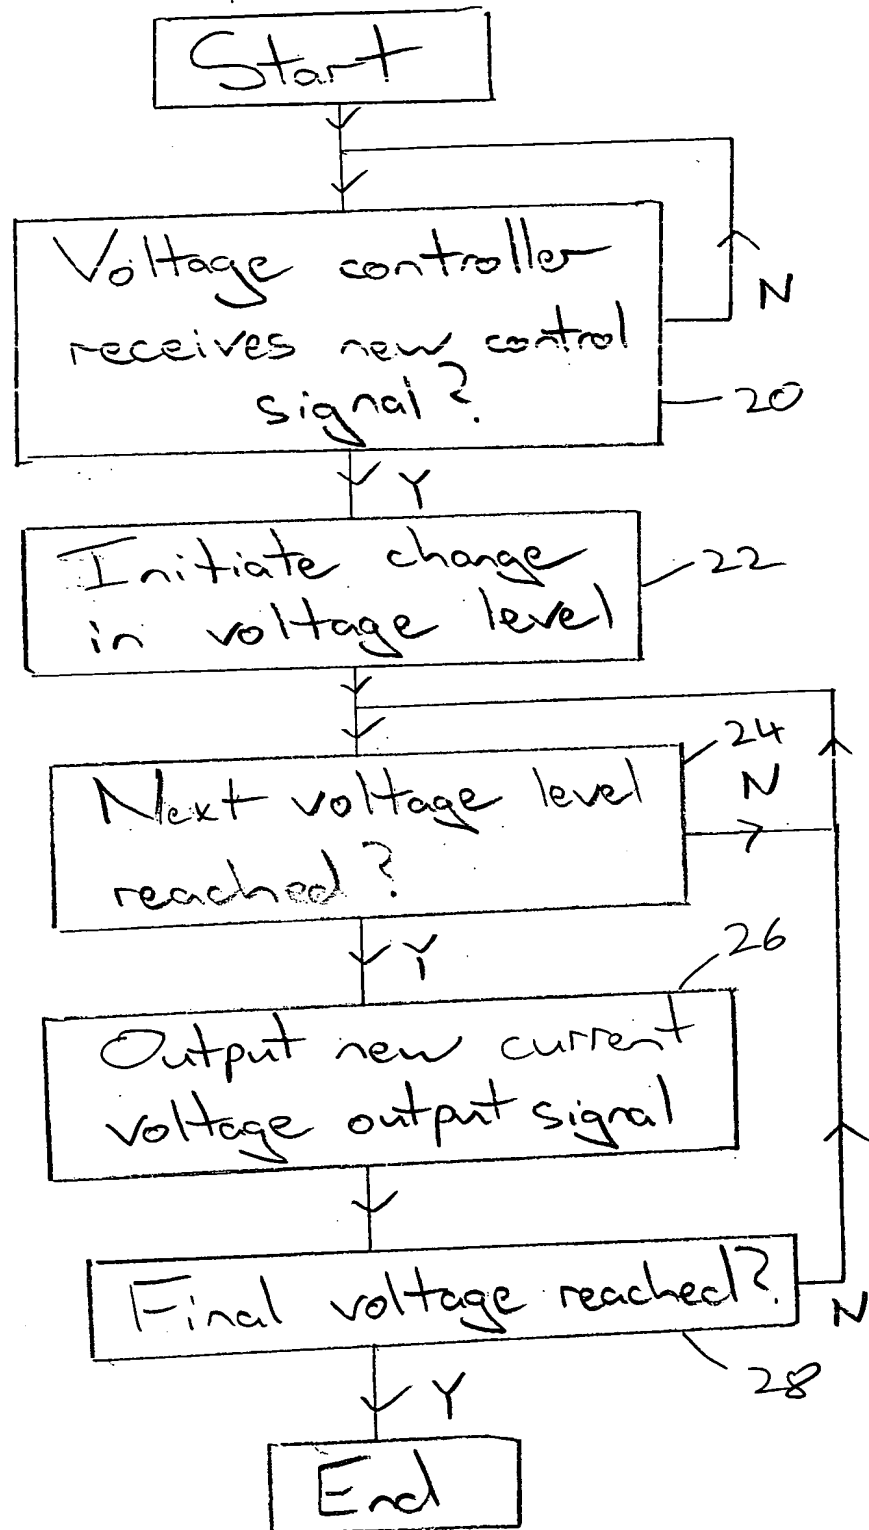 Start
Voltage controller
receives new control
signal?
N
20
Y
Initiate change
in voltage level
22
24
Next voltage level
reached?
N
Y
26
Output new current
voltage output signal
Final voltage reached?
N
28
Y
End